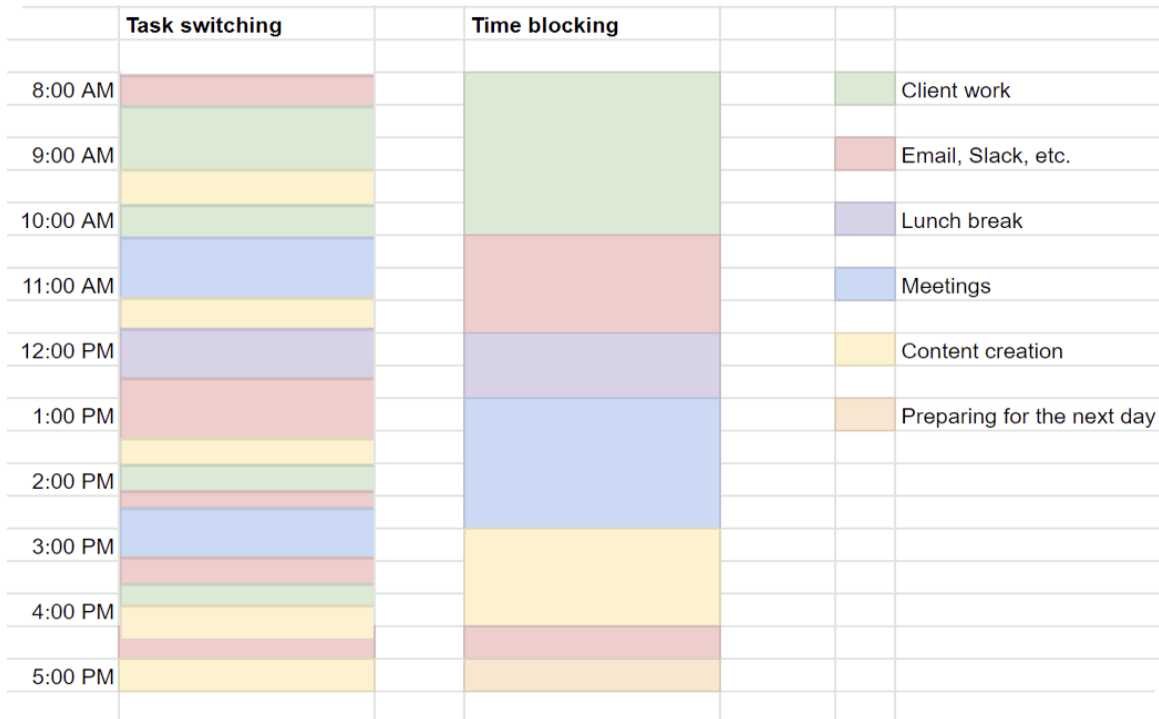 Task switching Time blocking
8:00 AM Client work
9:00 AM Email, Slack, etc.
10:00 AM Lunch break
11:00 AM Meetings
12:00 PM Content creation
1:00 PM Preparing for the next day
2:00 PM
3:00 PM
4:00 PM
5:00 PM